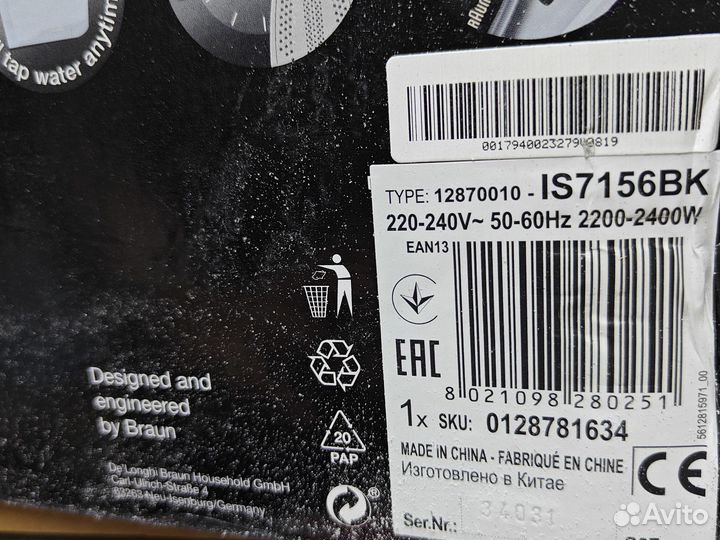 tap water anytime
BRAUN
TYPE: 12870010 - IS7156BK
220-240V~ 50-60Hz 2200-2400W
EAN13
EAC
8 021098 280251
1x SKU: 0128781634
5612815971_00
MADE IN CHINA - FABRIQUÉ EN CHINE
Изготовлено в Китае
CE
Ser.Nr.:
34031
Designed and
engineered
by Braun
20
PAP
De'Longhi Braun Household GmbH
Carl-Ulrich-Straße 4
63263 Neu-Isenburg/Germany
Avito